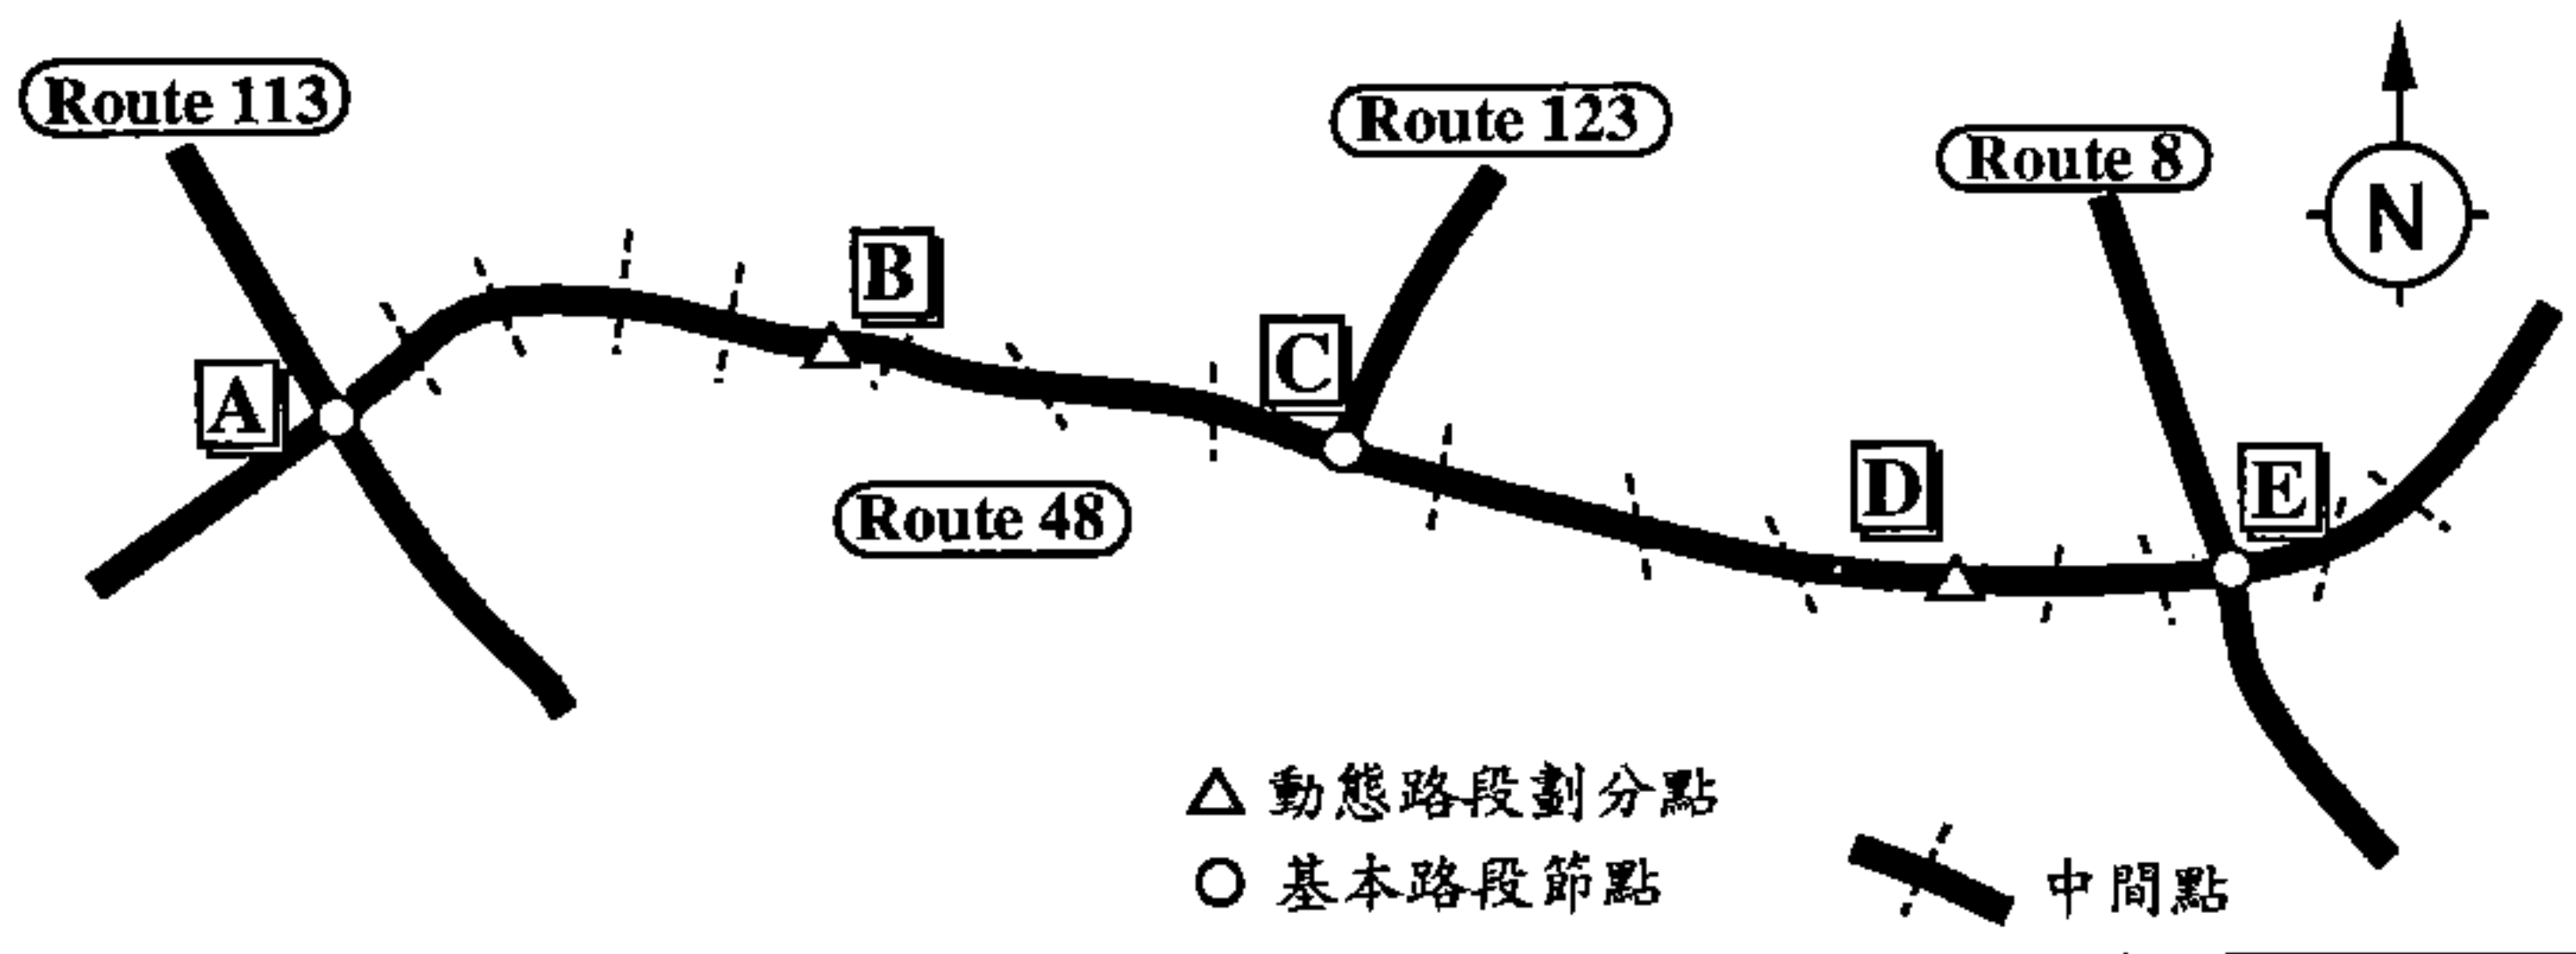 Route 113
Route 123
Route 8
N
B
C
A
D
E
Route 48
動態路段劃分點
基本路段節點
中間點